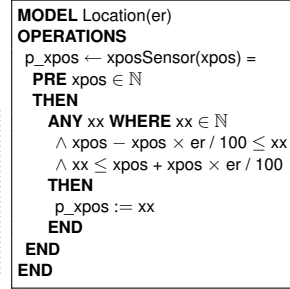 MODEL Location(er)
OPERATIONS
p_xpos ← xposSensor(xpos) =
PRE xpos ∈ ℕ
THEN
ANY xx WHERE xx ∈ ℕ
∧ xpos − xpos × er / 100 ≤ xx
∧ xx ≤ xpos + xpos × er / 100
THEN
p_xpos := xx
END
END
END